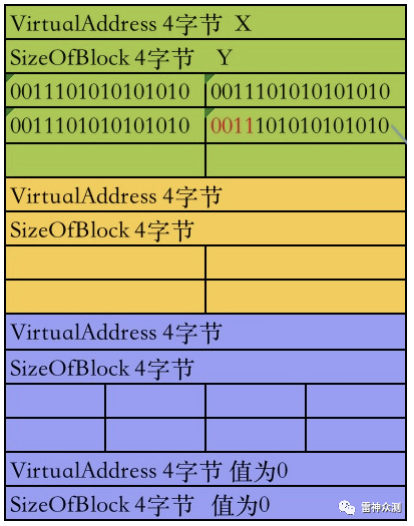 VirtualAddress 4字节 X
SizeOfBlock 4字节 Y
0011101010101010 0011101010101010
0011101010101010 0011101010101010
VirtualAddress 4字节
SizeOfBlock 4字节
VirtualAddress 4字节
SizeOfBlock 4字节
VirtualAddress 4字节 值为0
SizeOfBlock 4字节 值为0
雷神众测